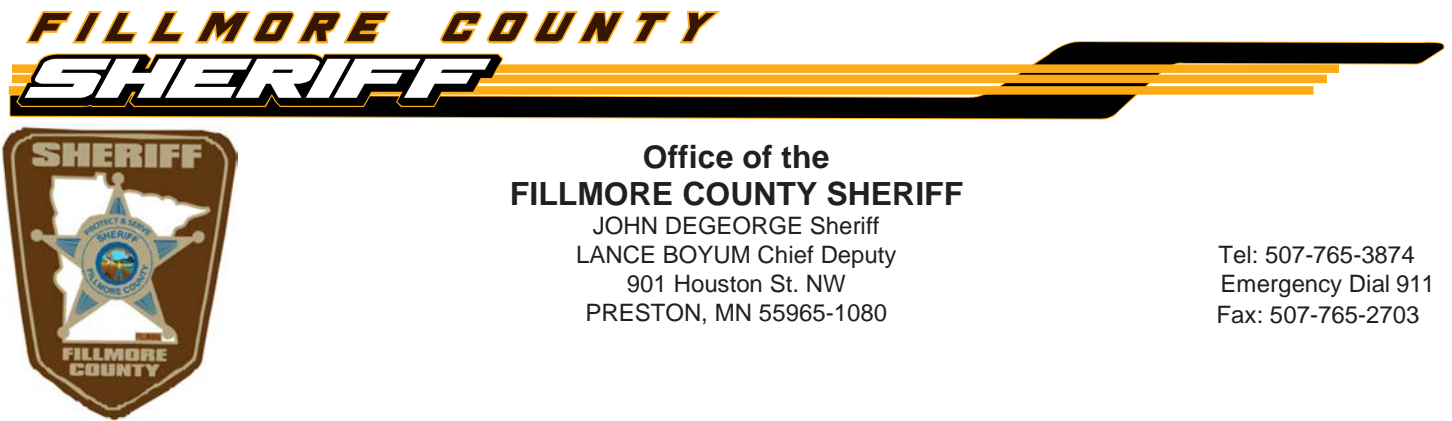 FILLMORE COUNTY
SHERIFF
SHERIFF
PROTECT & SERVE
SHERIFF
FILLMORE COUNTY
FILLMORE
COUNTY
Office of the
FILLMORE COUNTY SHERIFF
JOHN DEGEORGE Sheriff
LANCE BOYUM Chief Deputy
901 Houston St. NW
PRESTON, MN 55965-1080
Tel: 507-765-3874
Emergency Dial 911
Fax: 507-765-2703